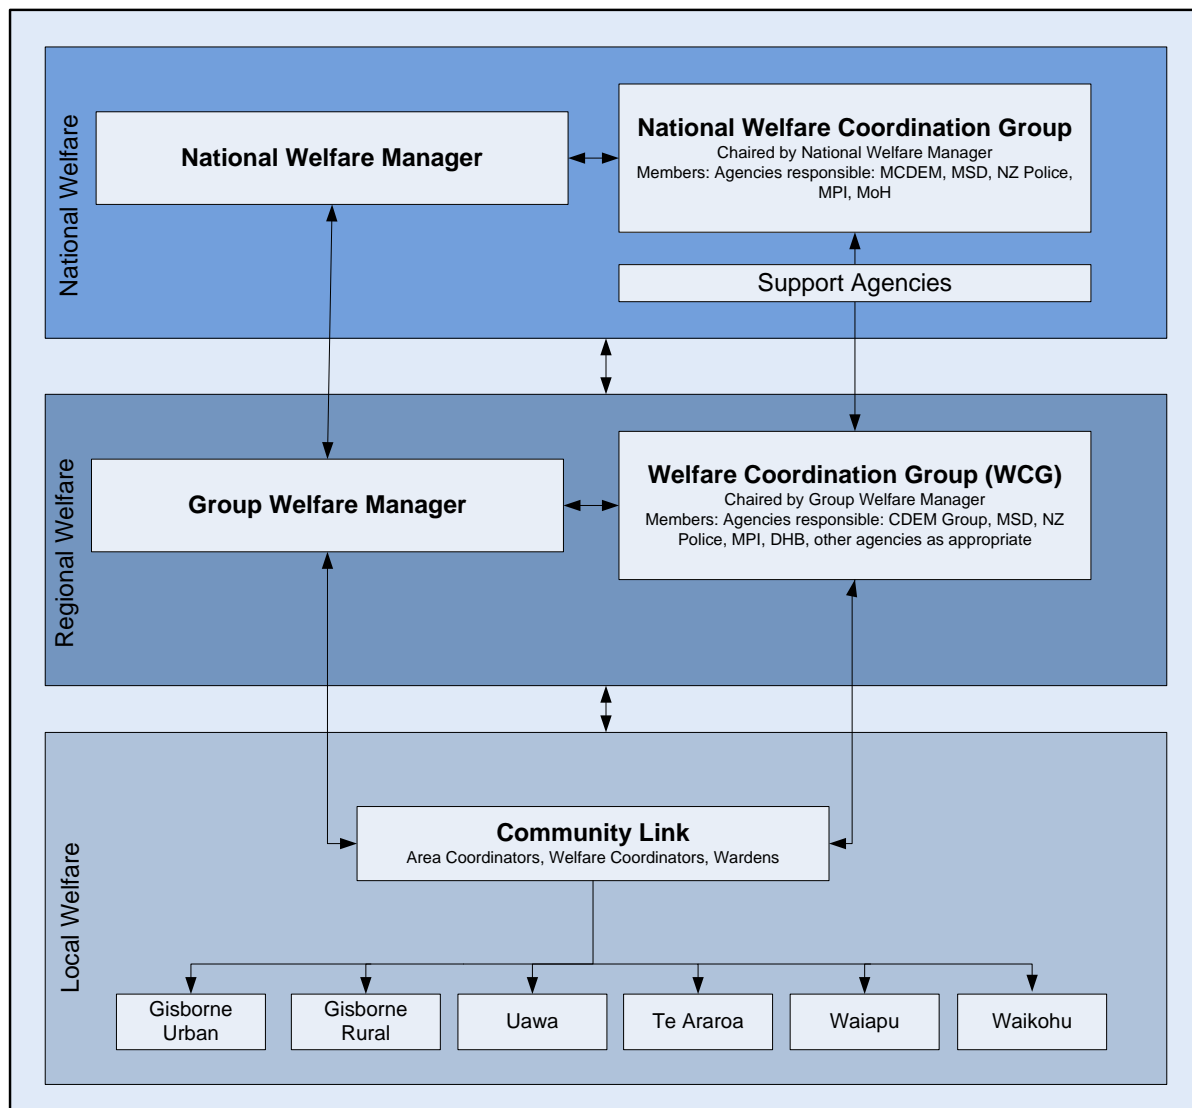 National Welfare
National Welfare Manager
National Welfare Coordination Group
Chaired by National Welfare Manager
Members: Agencies responsible: MCDEM, MSD, NZ Police,
MPI, MoH
Support Agencies
Regional Welfare
Group Welfare Manager
Welfare Coordination Group (WCG)
Chaired by Group Welfare Manager
Members: Agencies responsible: CDEM Group, MSD, NZ
Police, MPI, DHB, other agencies as appropriate
Local Welfare
Community Link
Area Coordinators, Welfare Coordinators, Wardens
Gisborne
Urban
Gisborne
Rural
Uawa
Te Araroa
Waiapu
Waikohu